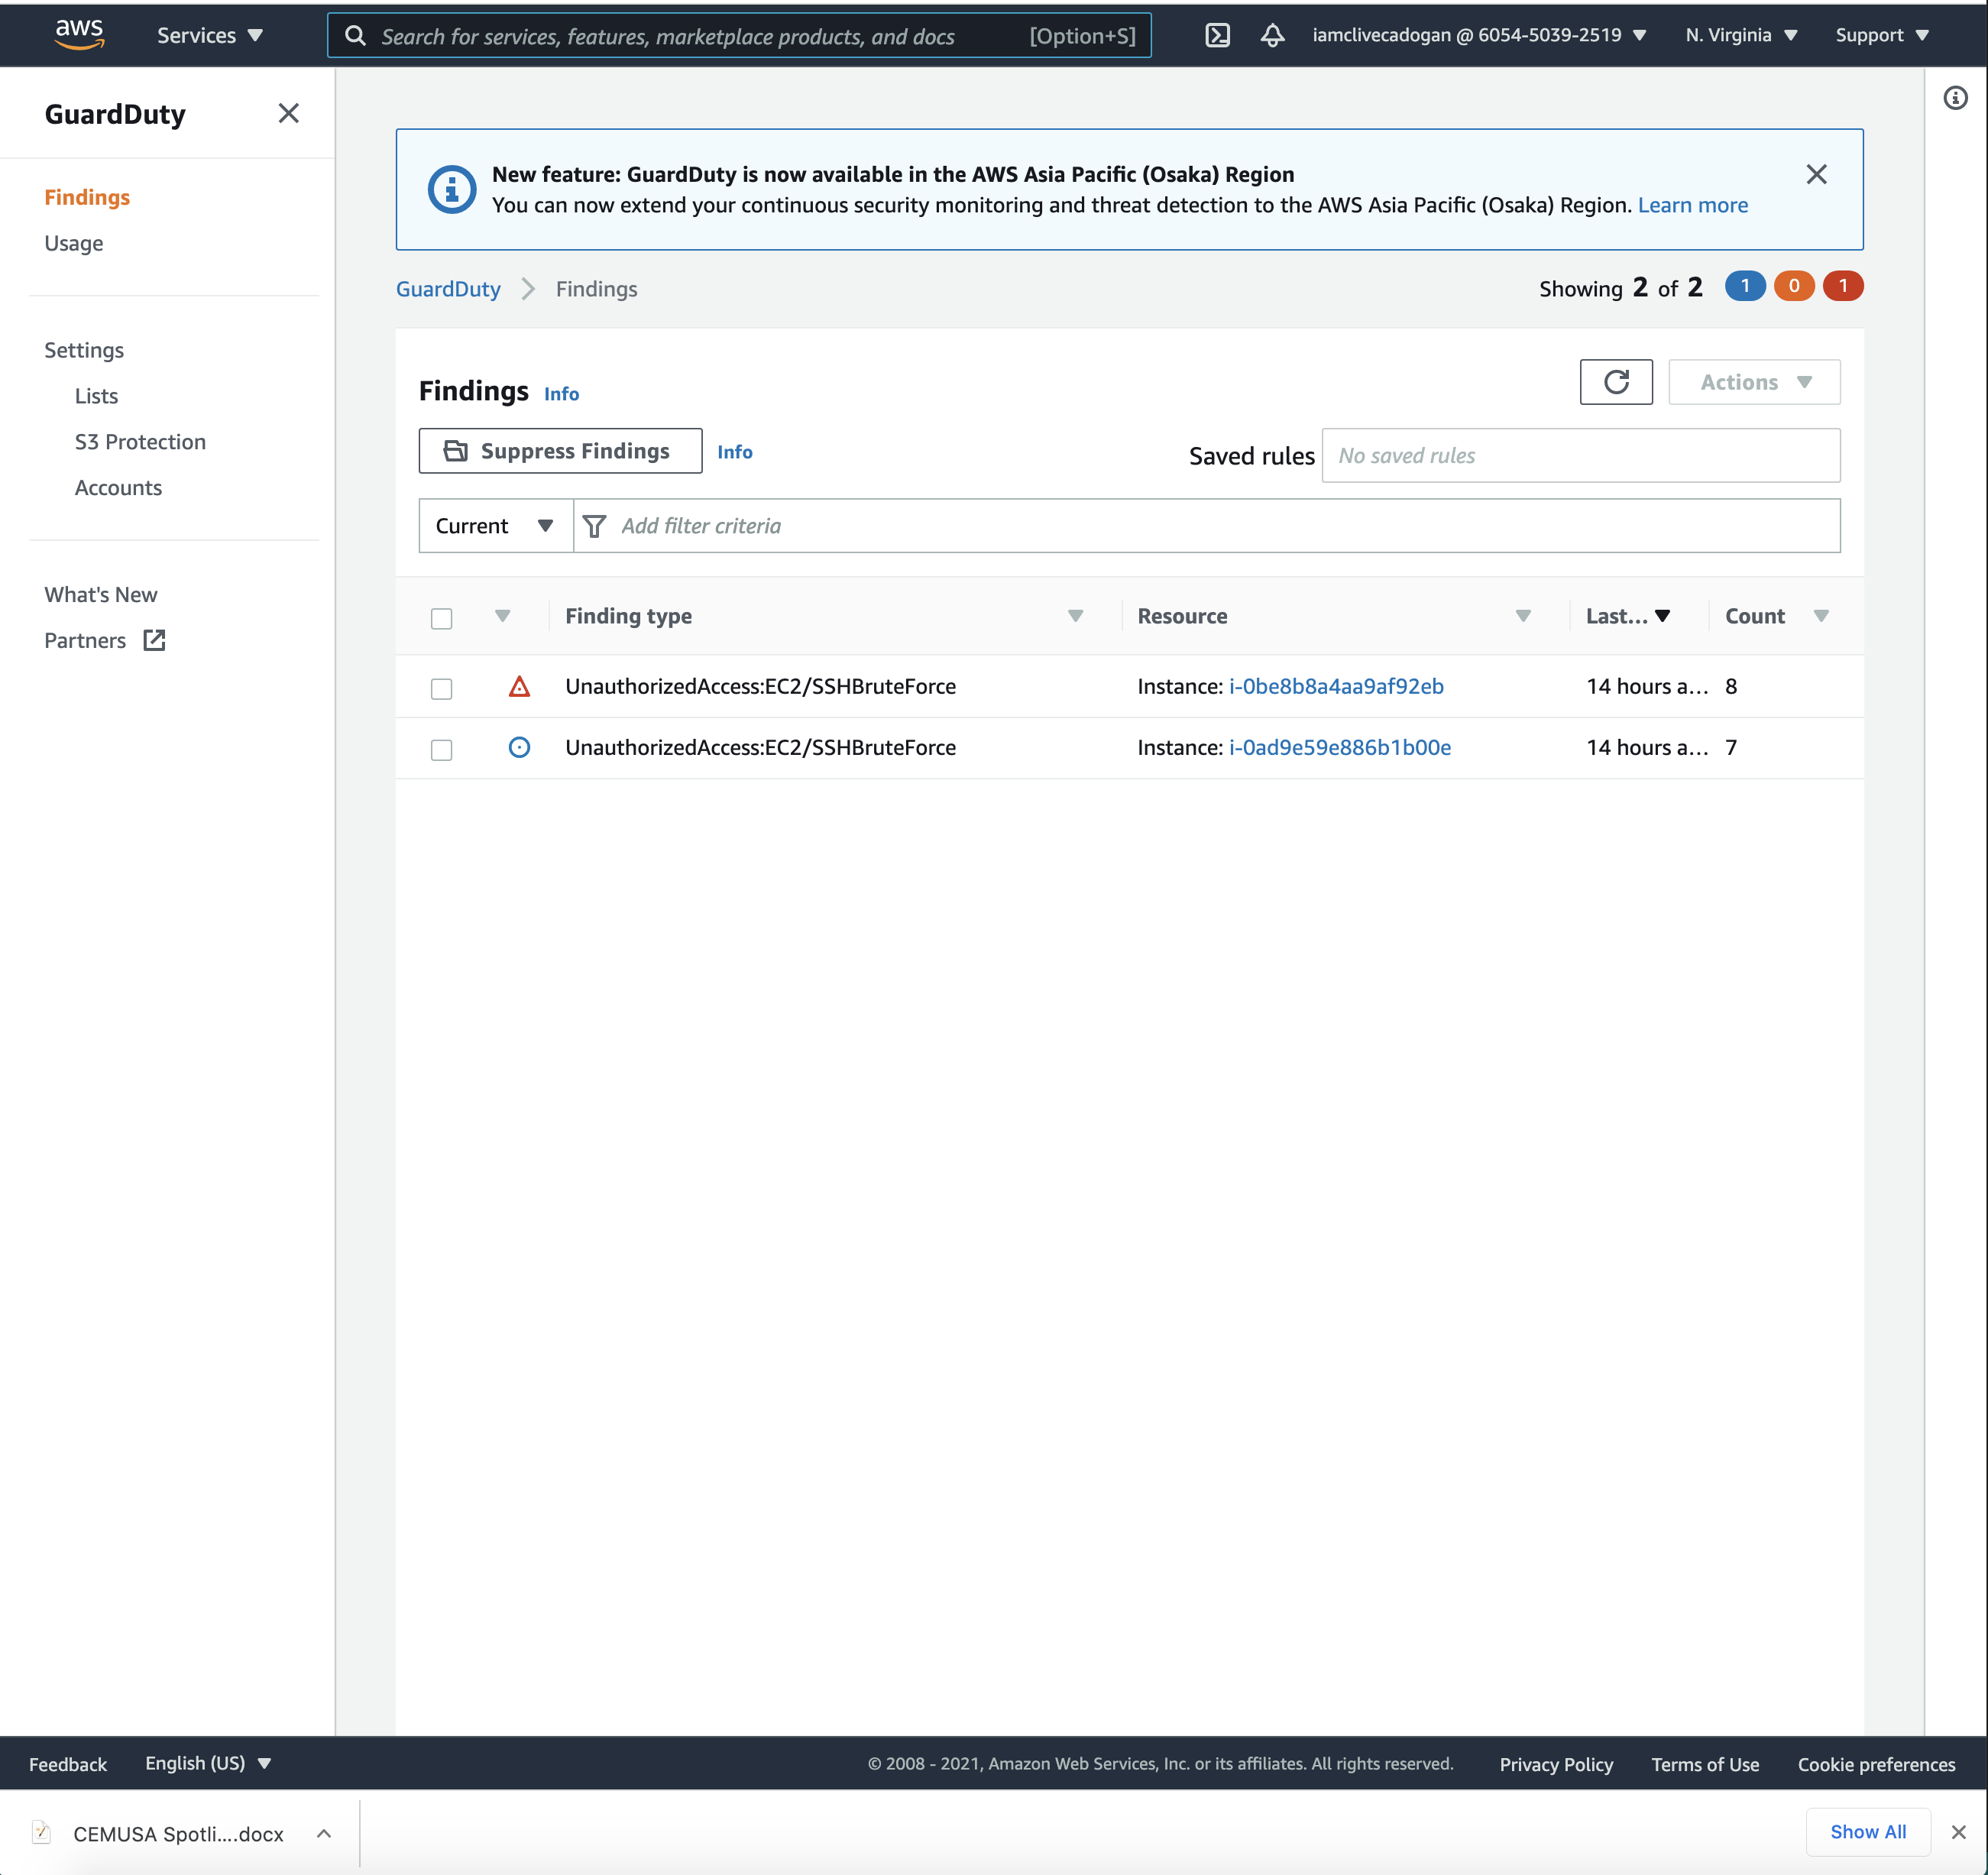 aws Services Search for services, features, marketplace products, and docs [Option+S] iamclivecadogan @ 6054-5039-2519 N. Virginia Support
GuardDuty
Findings
Usage
Settings
Lists
S3 Protection
Accounts
What's New
Partners
New feature: GuardDuty is now available in the AWS Asia Pacific (Osaka) Region
You can now extend your continuous security monitoring and threat detection to the AWS Asia Pacific (Osaka) Region. Learn more
GuardDuty Findings Showing 2 of 2 1 0 1
Findings Info Actions
Suppress Findings Info Saved rules No saved rules
Current Add filter criteria
Finding type Resource Last... Count
UnauthorizedAccess:EC2/SSHBruteForce Instance: i-0be8b8a4aa9af92eb 14 hours a... 8
UnauthorizedAccess:EC2/SSHBruteForce Instance: i-0ad9e59e886b1b00e 14 hours a... 7
Feedback English (US) © 2008 - 2021, Amazon Web Services, Inc. or its affiliates. All rights reserved. Privacy Policy Terms of Use Cookie preferences
CEMUSA Spotli....docx Show All